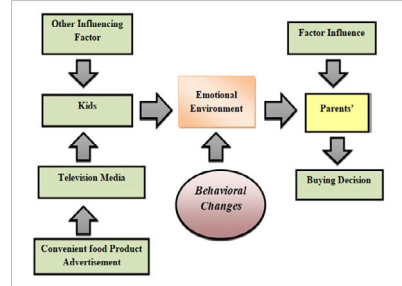 Other Influencing
Factor
Factor Influence
Kids
Emotional
Environment
Parents'
Television Media
Behavioral
Changes
Buying Decision
Convenient food Product
Advertisement